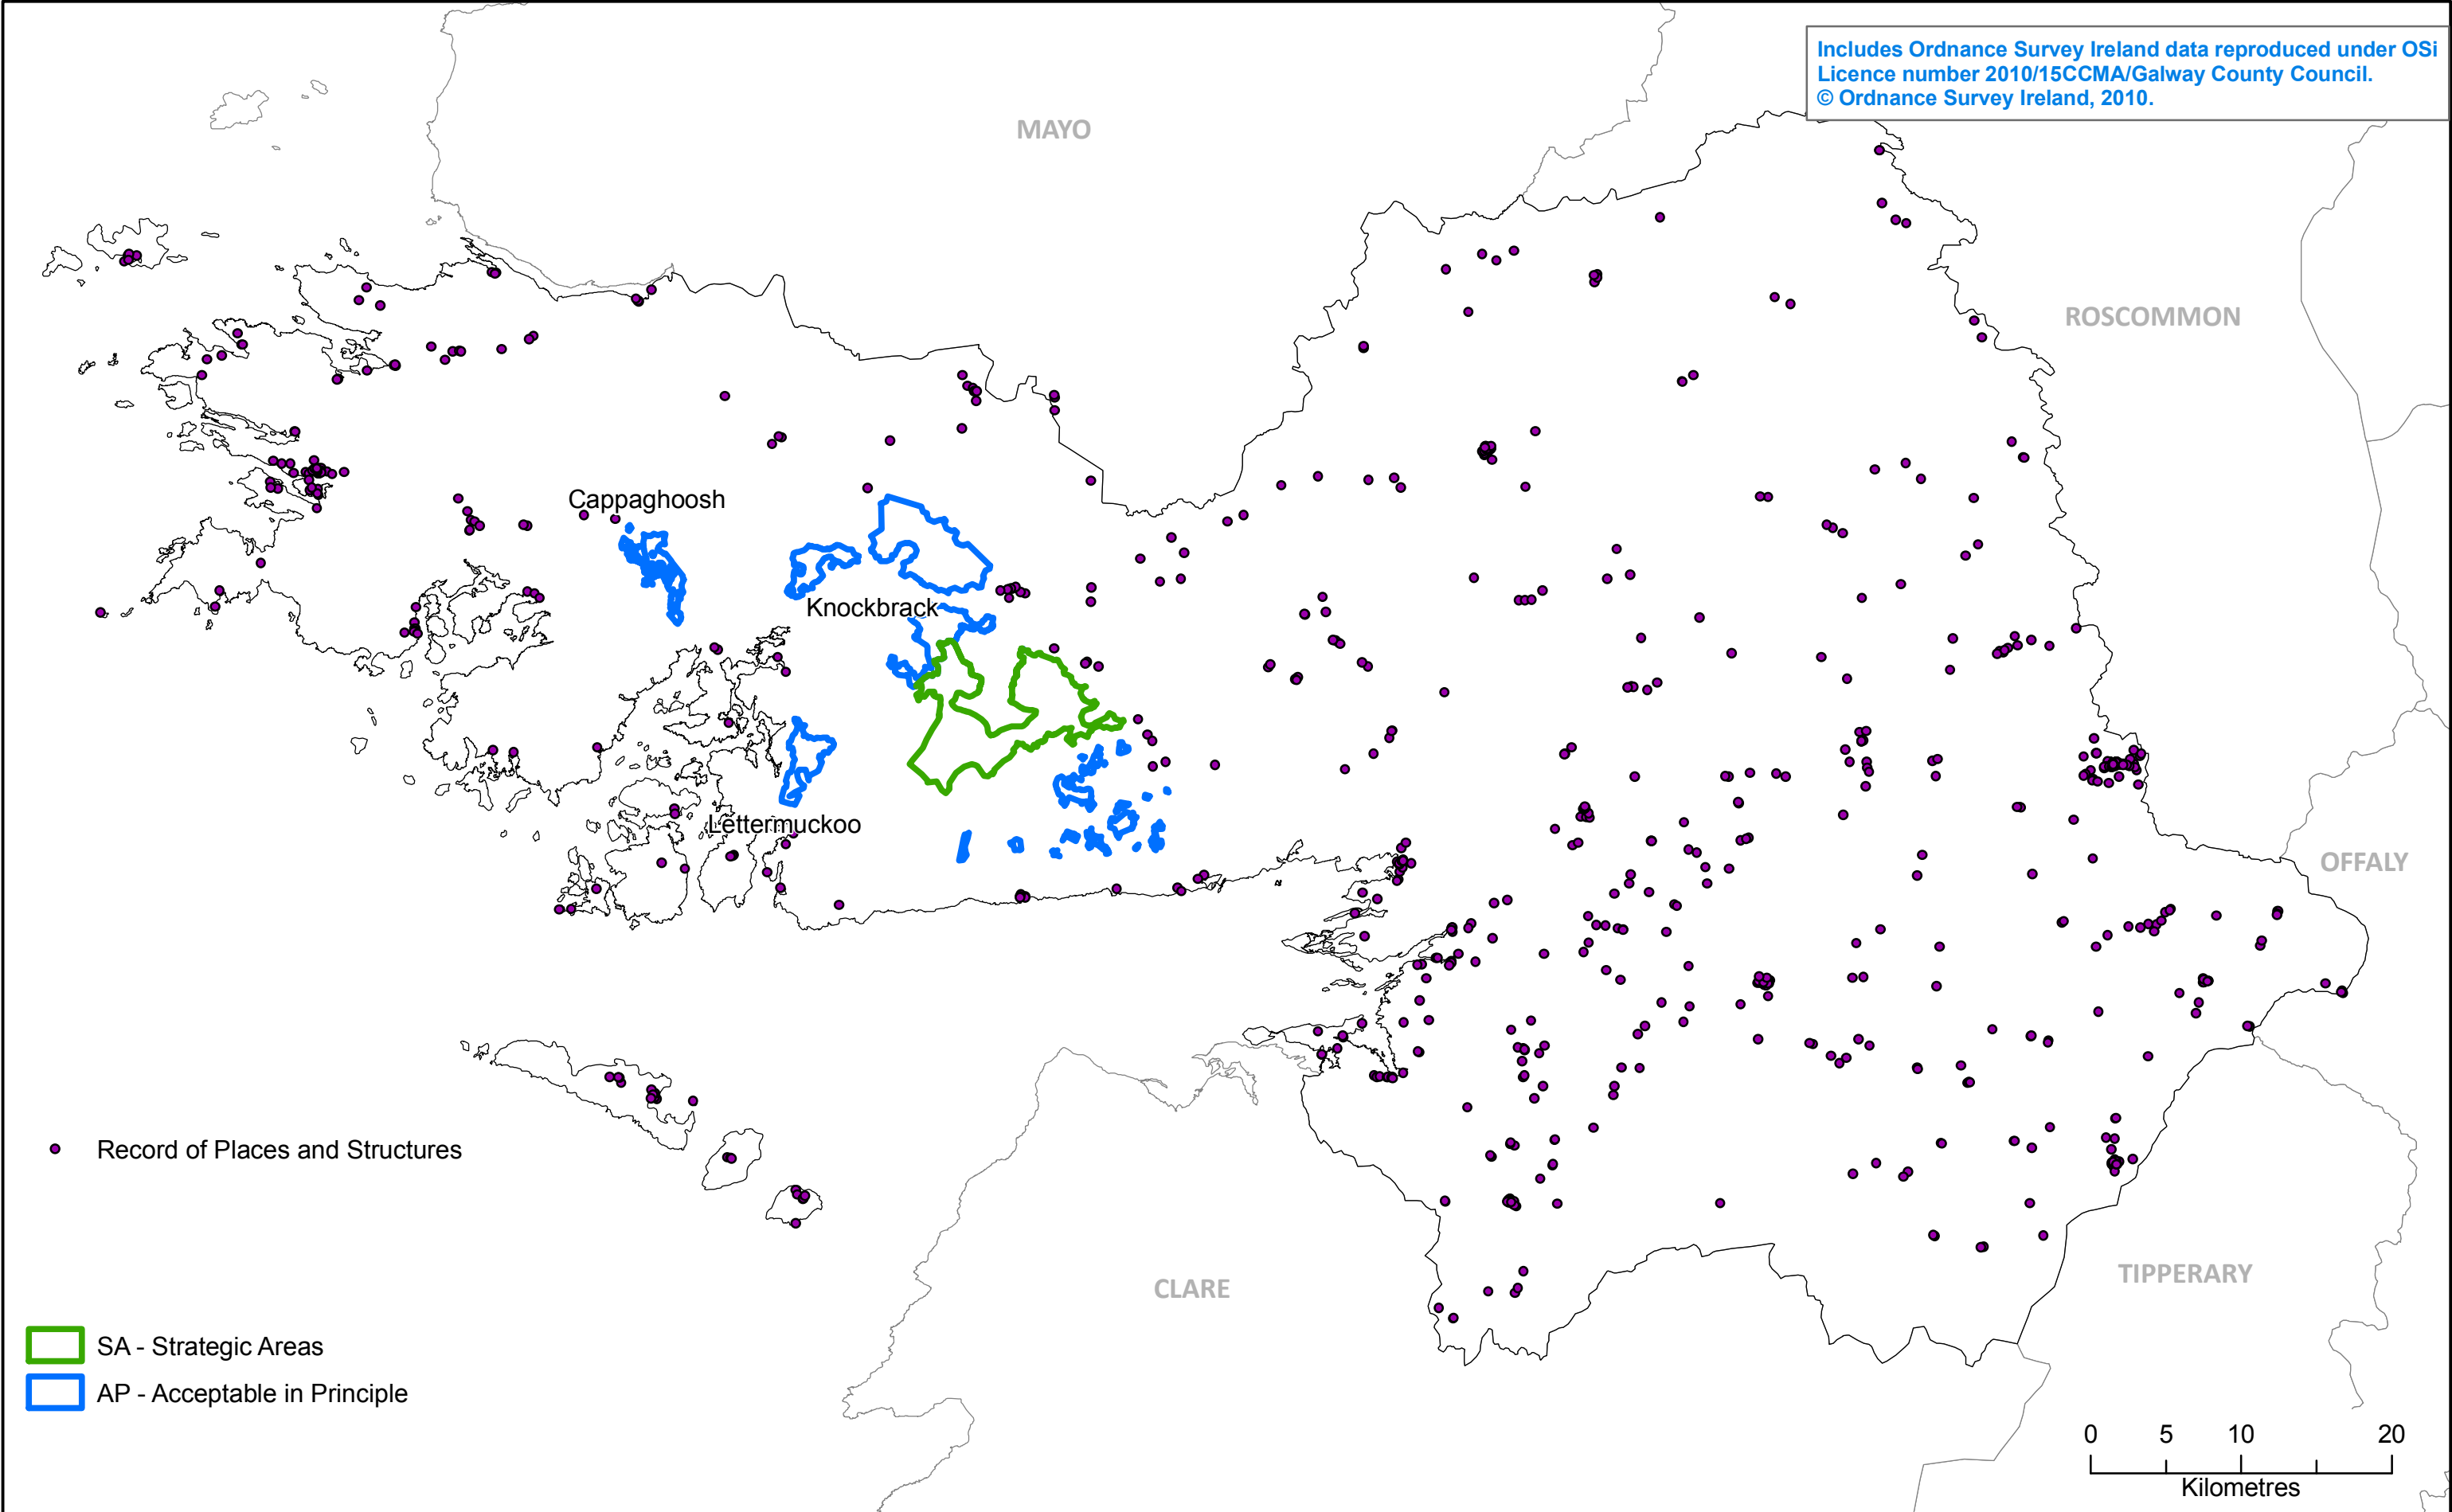 Includes Ordnance Survey Ireland data reproduced under OSi
Licence number 2010/15CCMA/Galway County Council.
© Ordnance Survey Ireland, 2010.
MAYO
ROSCOMMON
Cappaghoosh
Knockbrack
Lettermuckoo
OFFALY
Record of Places and Structures
CLARE
TIPPERARY
SA - Strategic Areas
AP - Acceptable in Principle
0 5 10 20
Kilometres